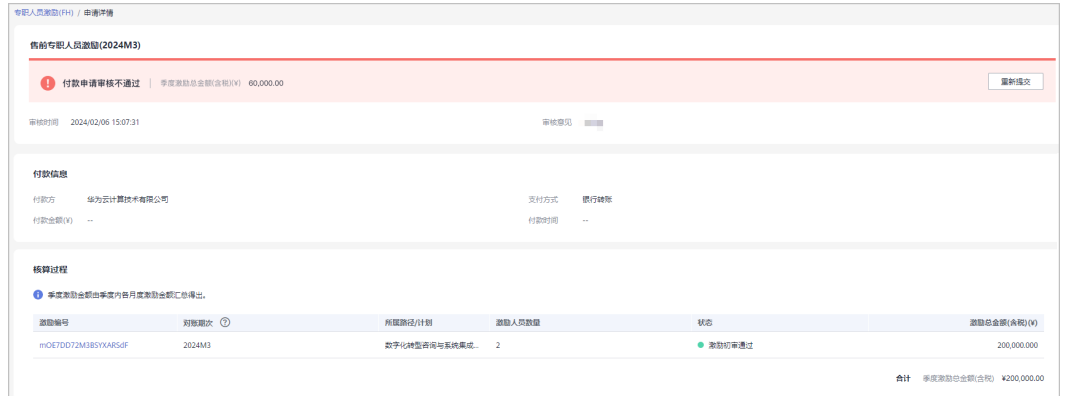 专职人员激励(FH) / 申请详情
售前专职人员激励(2024M3)
付款申请审核不通过 季度激励总金额(含税)(¥) 60,000.00 重新提交
审核时间 2024/02/06 15:07:31 审核意见
付款信息
付款方 华为云计算技术有限公司 支付方式 银行转账
付款金额(¥) -- 付款时间 --
核算过程
季度激励金额由季度内各月度激励金额汇总得出。
激励编号 对账期次 所属路径/计划 激励人员数量 状态 激励总金额(含税)(¥)
mOE7DD72M3BSYXARSdF 2024M3 数字化转型咨询与系统集成... 2 激励初审通过 200,000.000
合计 季度激励总金额(含税) ¥200,000.00